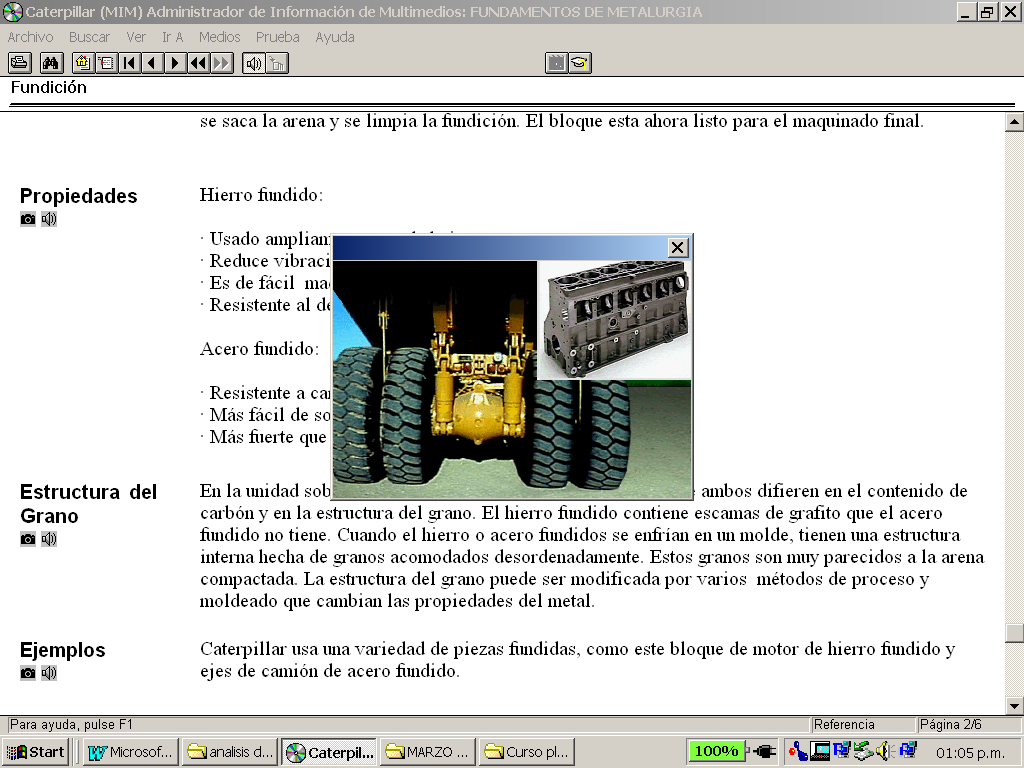 Caterpillar (MIM) Administrador de Información de Multimedios: FUNDAMENTOS DE METALURGIA
Archivo Buscar Ver Ir A Medios Prueba Ayuda
Fundición
se saca la arena y se limpia la fundición. El bloque esta ahora listo para el maquinado final.
Propiedades
Hierro fundido:
· Usado
· Reduce
· Es de fácil
· Resistente al
Acero fundido:
· Resistente a
· Más fácil de
· Más fuerte que
Estructura del
Grano
En la unidad ambos difieren en el contenido de
carbón y en la estructura del grano. El hierro fundido contiene escamas de grafito que el acero
fundido no tiene. Cuando el hierro o acero fundidos se enfrían en un molde, tienen una estructura
interna hecha de granos acomodados desordenadamente. Estos granos son muy parecidos a la arena
compactada. La estructura del grano puede ser modificada por varios métodos de proceso y
moldeado que cambian las propiedades del metal.
Ejemplos
Caterpillar usa una variedad de piezas fundidas, como este bloque de motor de hierro fundido y
ejes de camión de acero fundido.
Para ayuda, pulse F1 Referencia Página 2/6
Start Microsof... analisis d... Caterpil... MARZO ... Curso pl... 100% 01:05 p.m.